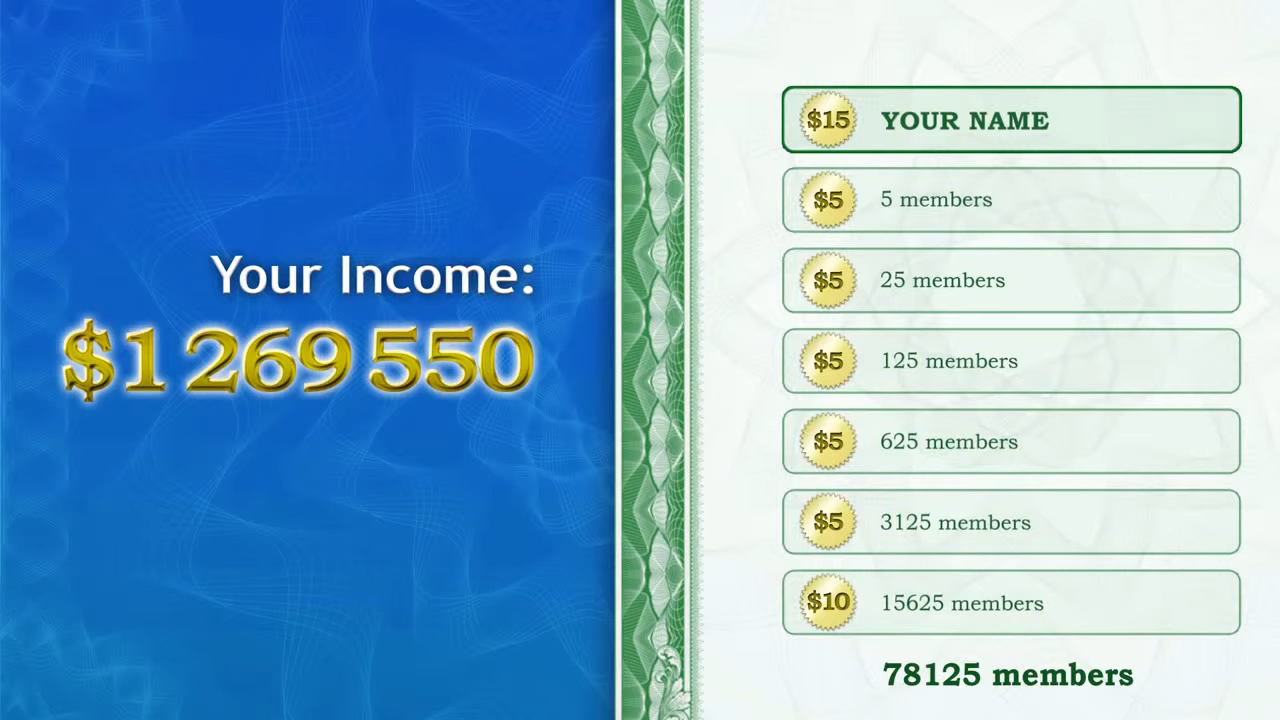 Your Income:
$1 269 550
$15 YOUR NAME
$5 5 members
$5 25 members
$5 125 members
$5 625 members
$5 3125 members
$10 15625 members
78125 members